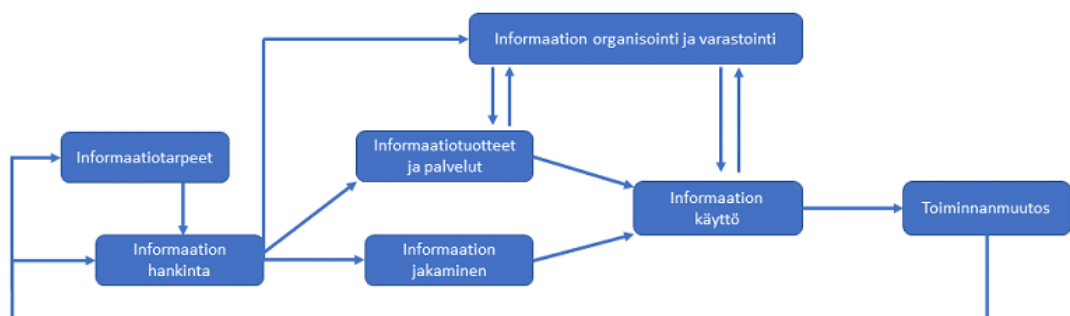 Informaation organisointi ja varastointi
Informaatiotarpeet
Informaatiotuotteet
ja palvelut
Informaation
käyttö
Toiminnanmuutos
Informaation
hankinta
Informaation
jakaminen